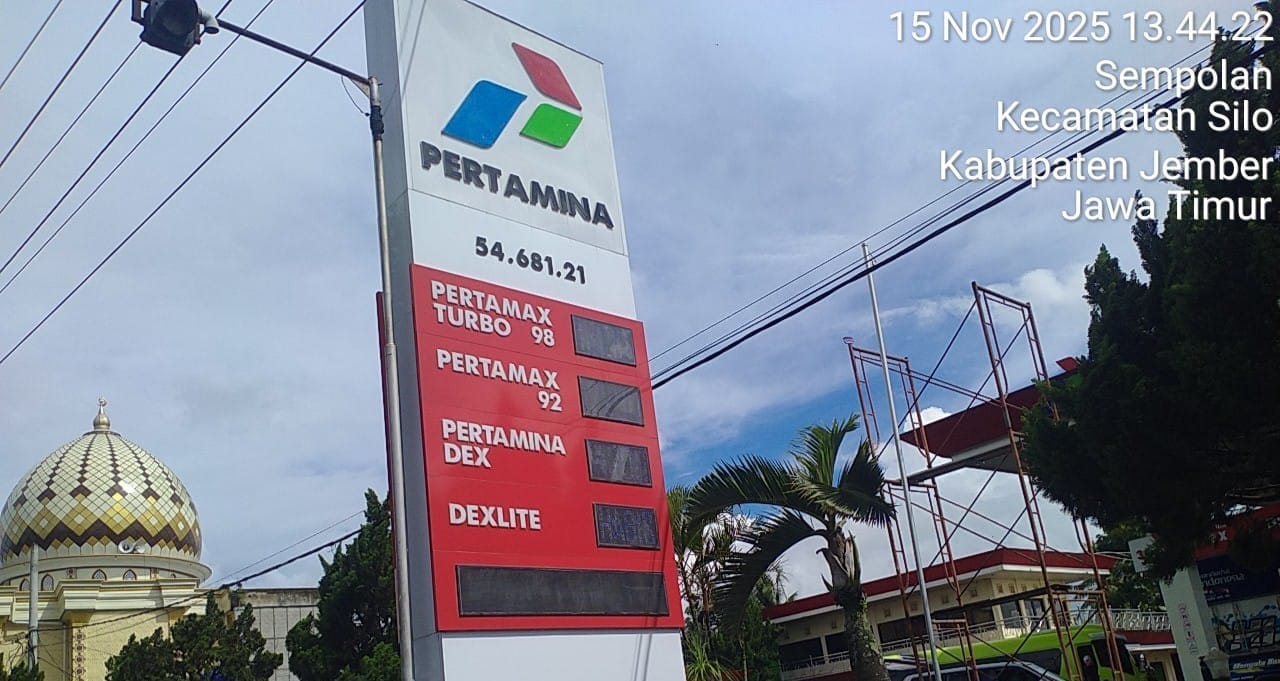 15 Nov 2025 13.44.22
Sempolan
Kecamatan Silo
Kabupaten Jember
Jawa Timur
PERTAMINA
54.681.21
PERTAMAX
TURBO 98
PERTAMAX
92
PERTAMINA
DEX
DEXLITE